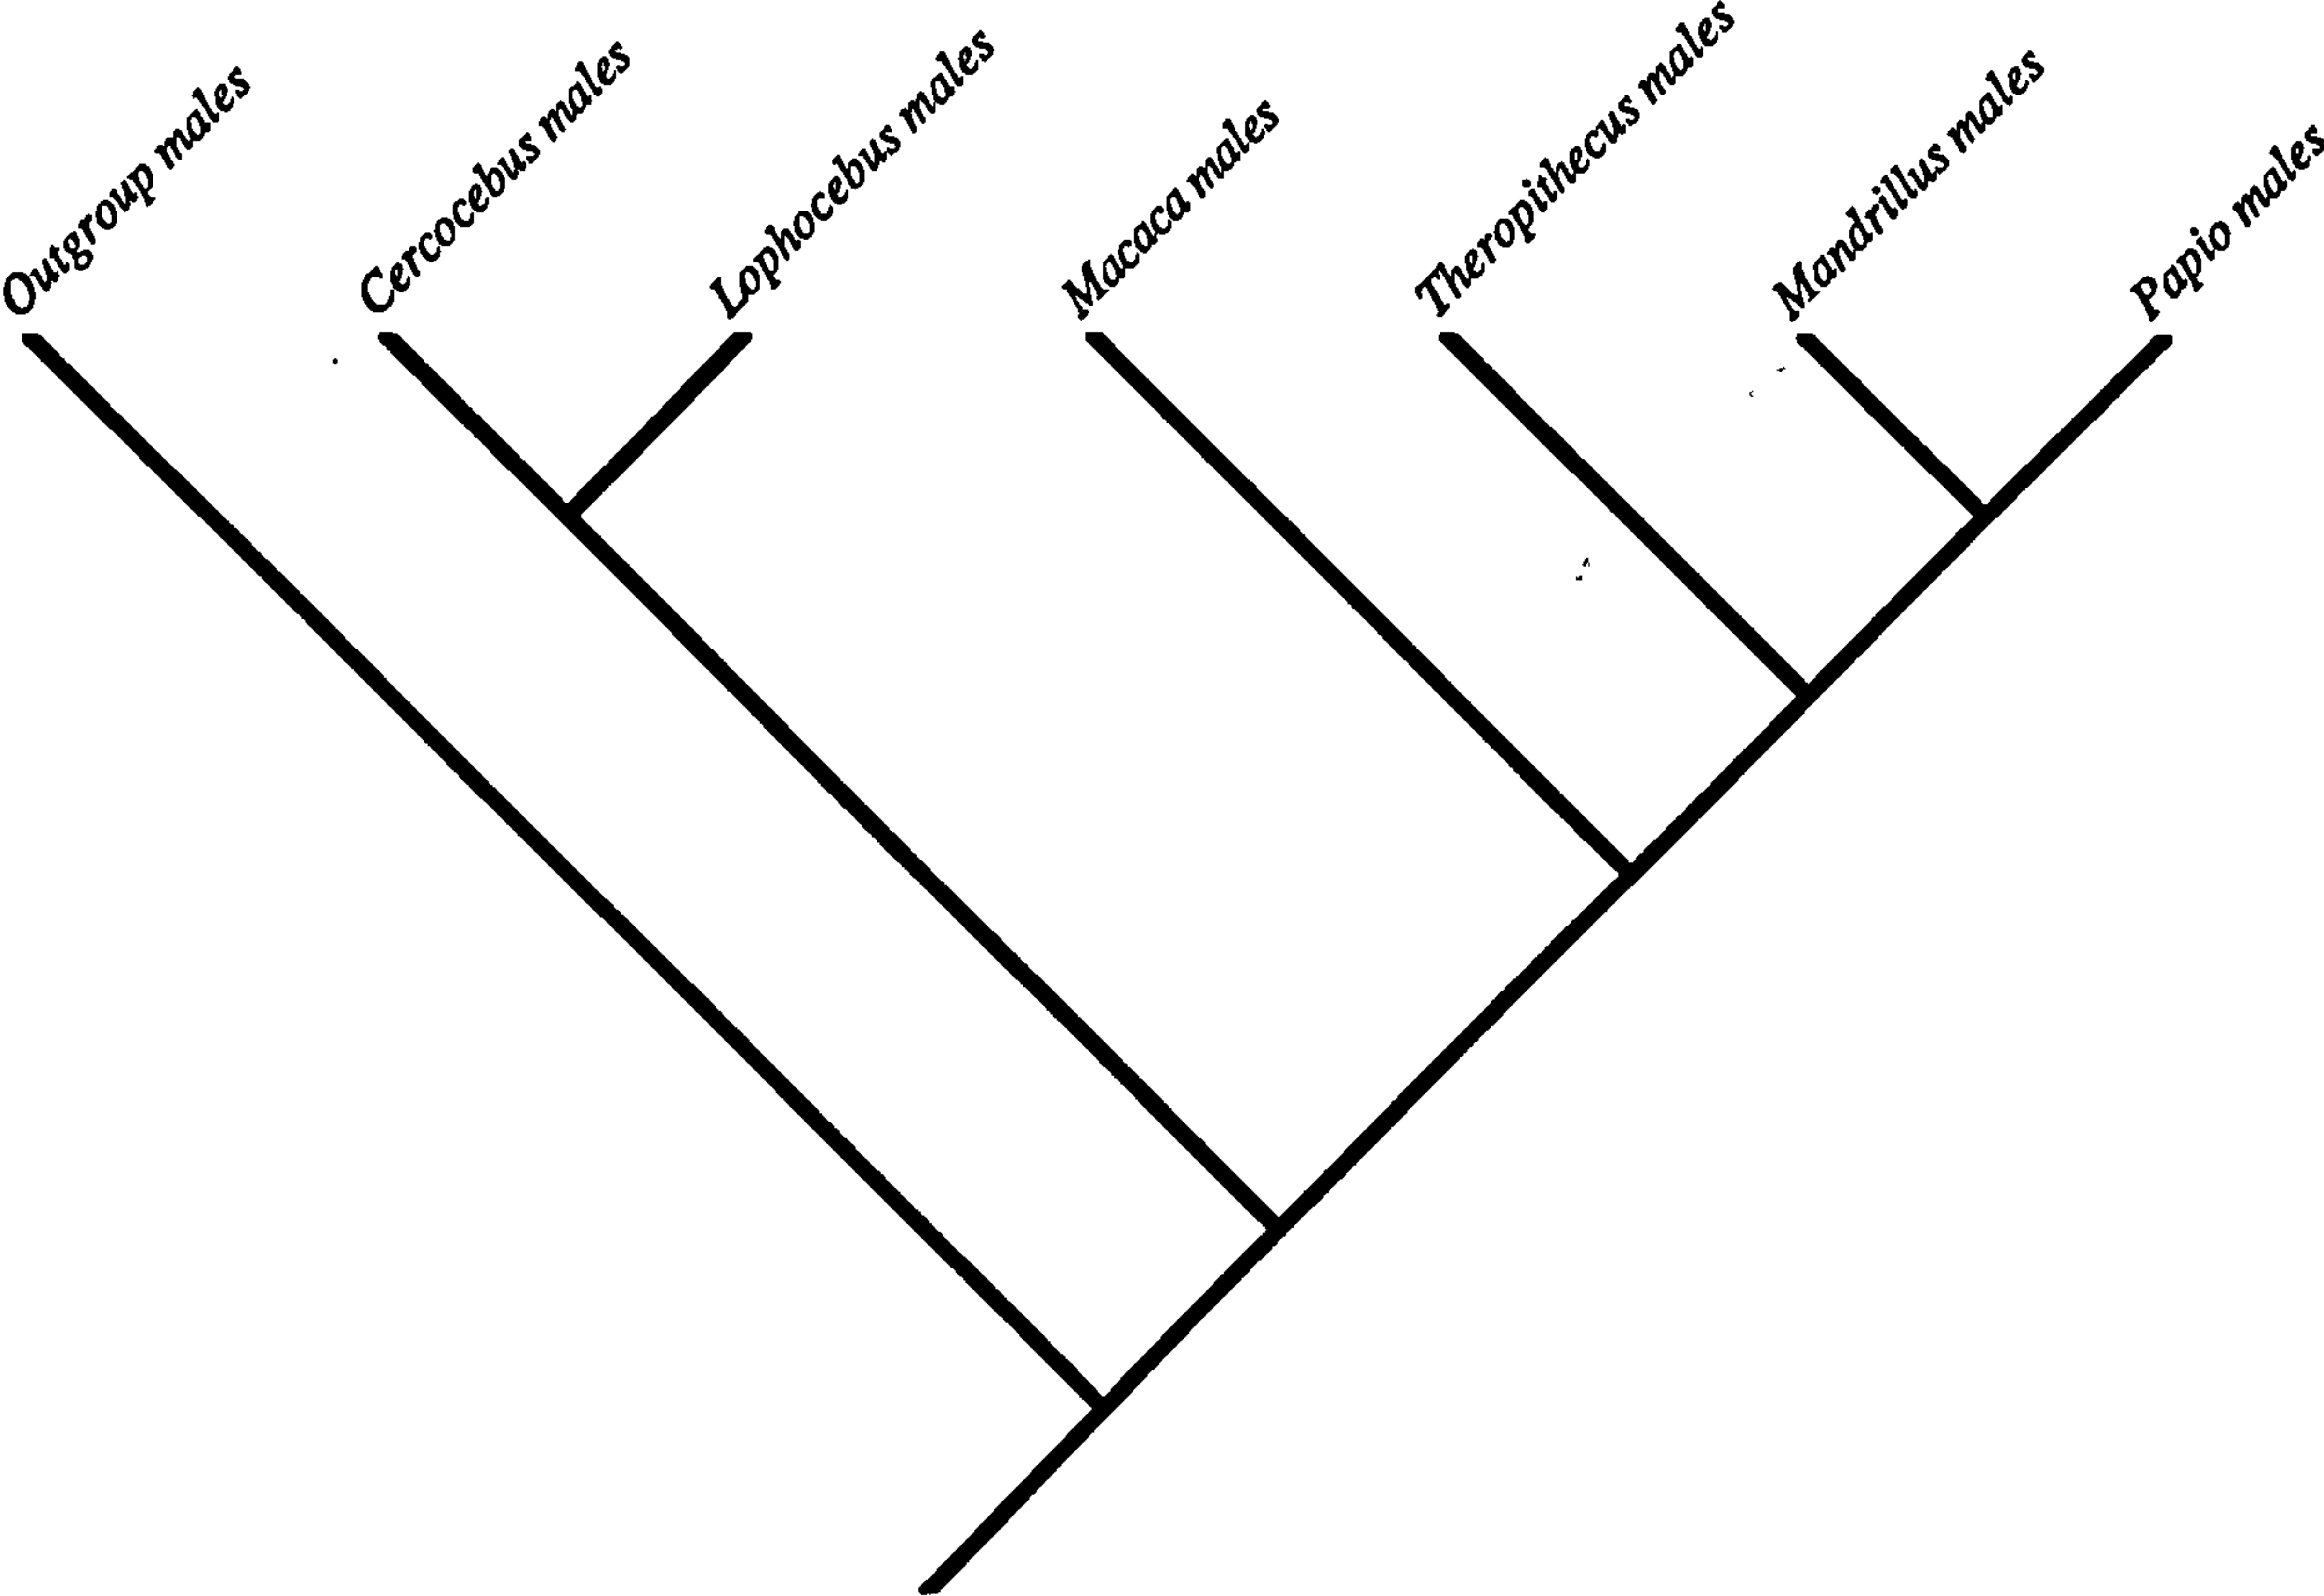 Outgroup males
Cercocebus males
Lophocebus males
Macaca males
Theropithecus males
Mandrillus males
Papio males